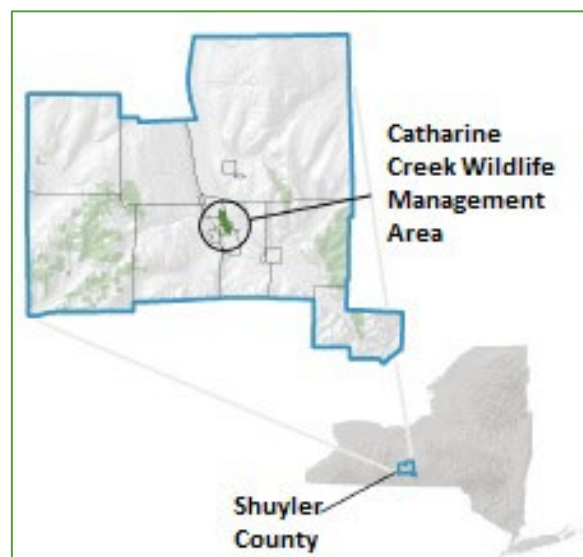 Catharine
Creek Wildlife
Management
Area
Shuyler
County